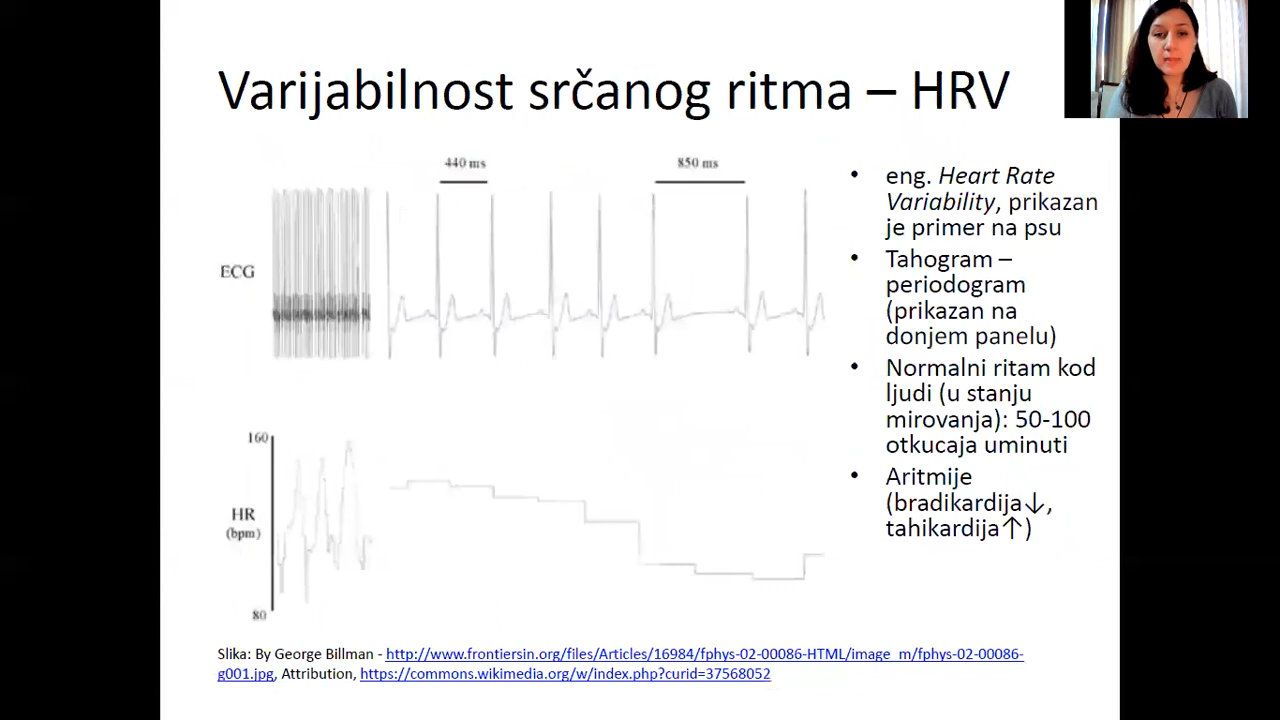 Varijabilnost srčanog ritma – HRV
440 ms
850 ms
ECG
160
HR
(bpm)
80
• eng. Heart Rate
Variability, prikazan
je primer na psu
• Tahogram –
periodogram
(prikazan na
donjem panelu)
• Normalni ritam kod
ljudi (u stanju
mirovanja): 50-100
otkucaja uminuti
• Aritmije
(bradikardija↓,
tahikardija↑)
Slika: By George Billman - http://www.frontiersin.org/files/Articles/16984/fphys-02-00086-HTML/image_m/fphys-02-00086-
g001.jpg, Attribution, https://commons.wikimedia.org/w/index.php?curid=37568052